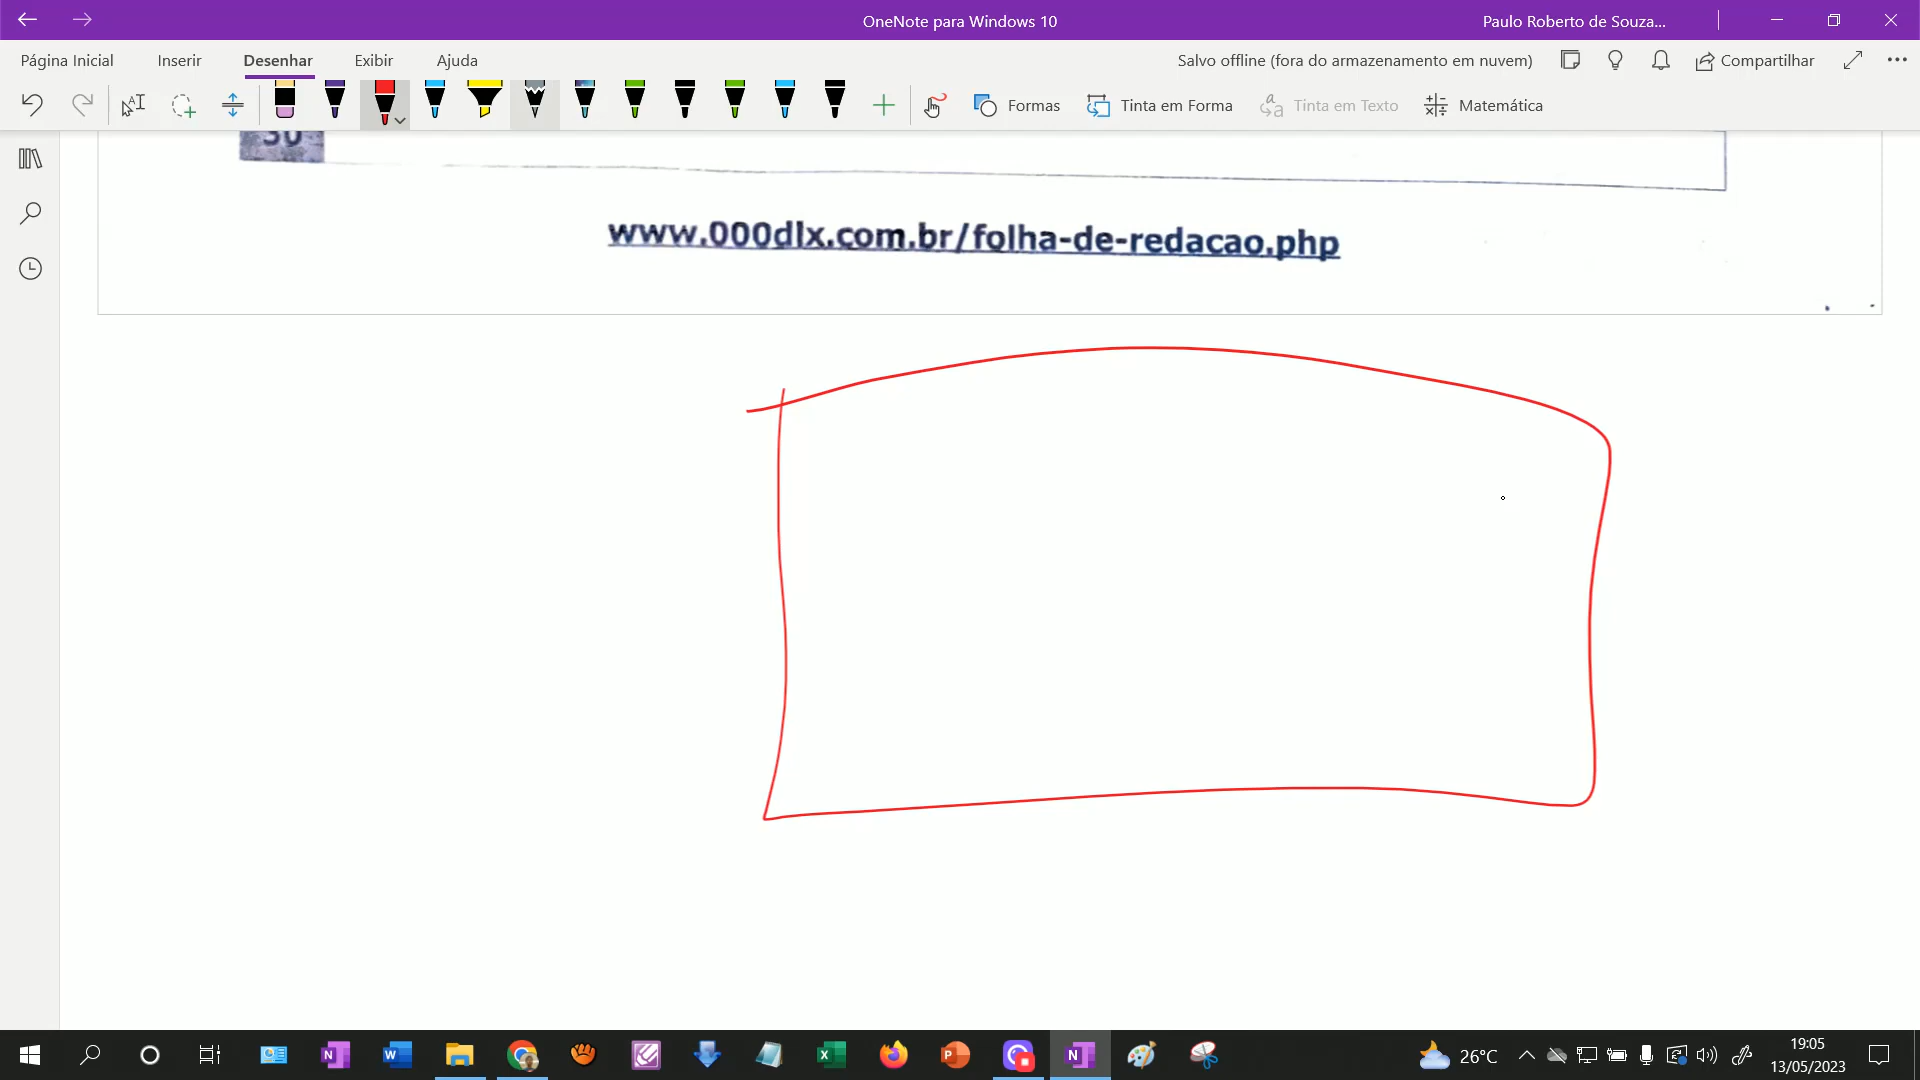 OneNote para Windows 10
Paulo Roberto de Souza...
Página Inicial
Inserir
Desenhar
Exibir
Ajuda
Salvo offline (fora do armazenamento em nuvem)
Compartilhar
Formas
Tinta em Forma
Tinta em Texto
Matemática
30
www.000dlx.com.br/folha-de-redacao.php
26°C
19:05
13/05/2023